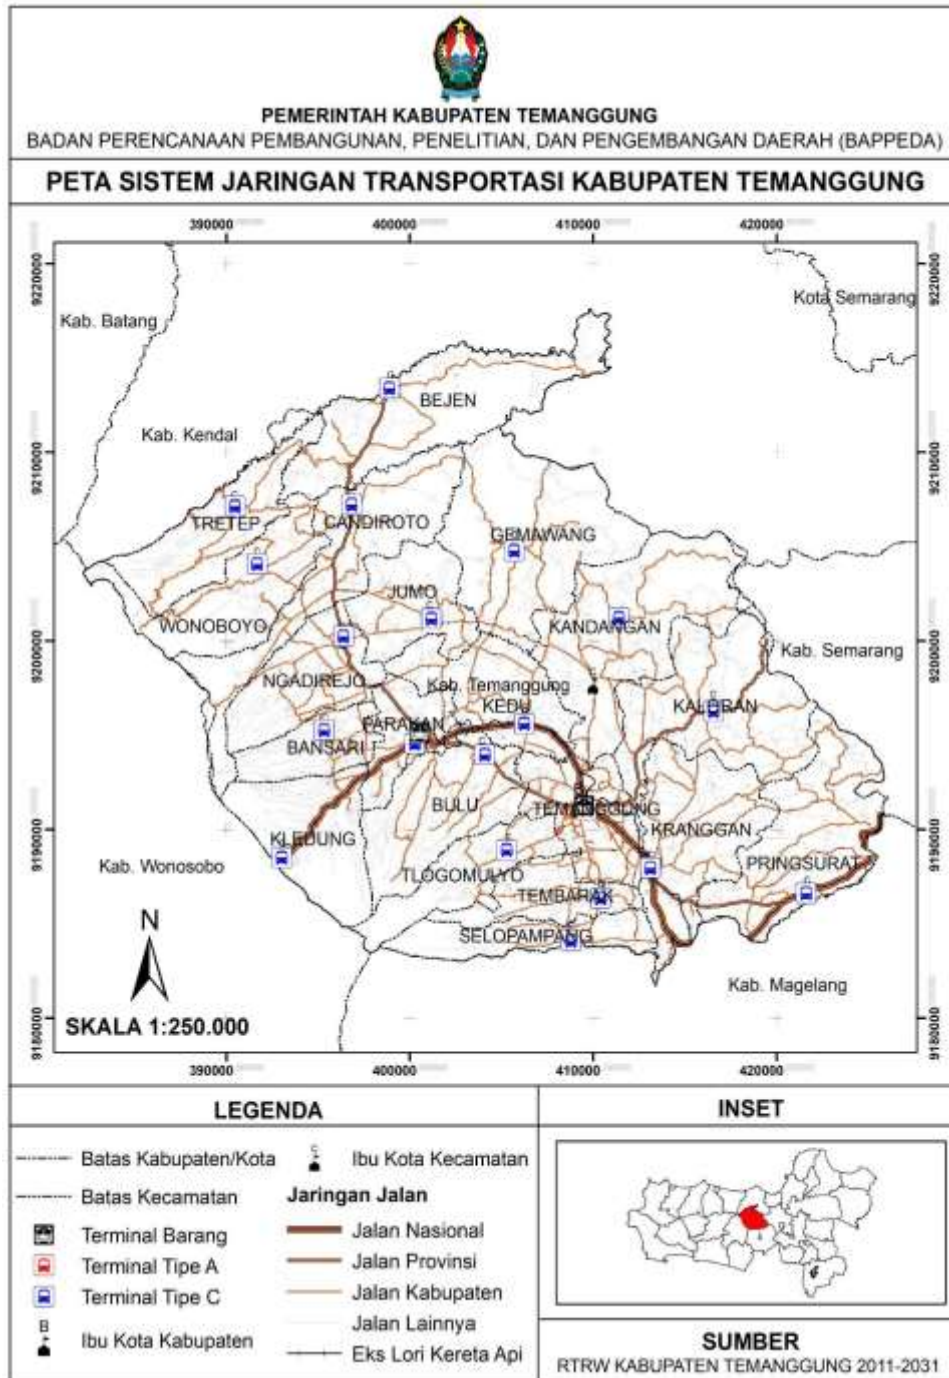 PEMERINTAH KABUPATEN TEMANGGUNG
BADAN PERENCANAAN PEMBANGUNAN, PENELITIAN, DAN PENGEMBANGAN DAERAH (BAPPEDA)
PETA SISTEM JARINGAN TRANSPORTASI KABUPATEN TEMANGGUNG
390000 400000 410000 420000
9220000 9220000
Kota Semarang
Kab. Batang
BEJEN
Kab. Kendal
9210000 9210000
TRETEP CANDIROTO
GEMAWANG
JUMO
WONOBOYO KANDANGAN
9200000 9200000
Kab. Semarang
NGADIREJO Kab. Temanggung
KEDU KALORAN
PARAKAN
BANSARI
BULU TEMANGGUNG
KRANGGAN
9190000 9190000
KLEDUNG
Kab. Wonosobo TLOGOMULYO PRINGSURAT
TEMBARAK
SELOPAMPANG
N
Kab. Magelang
SKALA 1:250.000
9180000 9180000
390000 400000 410000 420000
LEGENDA
Batas Kabupaten/Kota
Batas Kecamatan
Terminal Barang
Terminal Tipe A
Terminal Tipe C
B
Ibu Kota Kabupaten
C
Ibu Kota Kecamatan
Jaringan Jalan
Jalan Nasional
Jalan Provinsi
Jalan Kabupaten
Jalan Lainnya
Eks Lori Kereta Api
INSET
SUMBER
RTRW KABUPATEN TEMANGGUNG 2011-2031